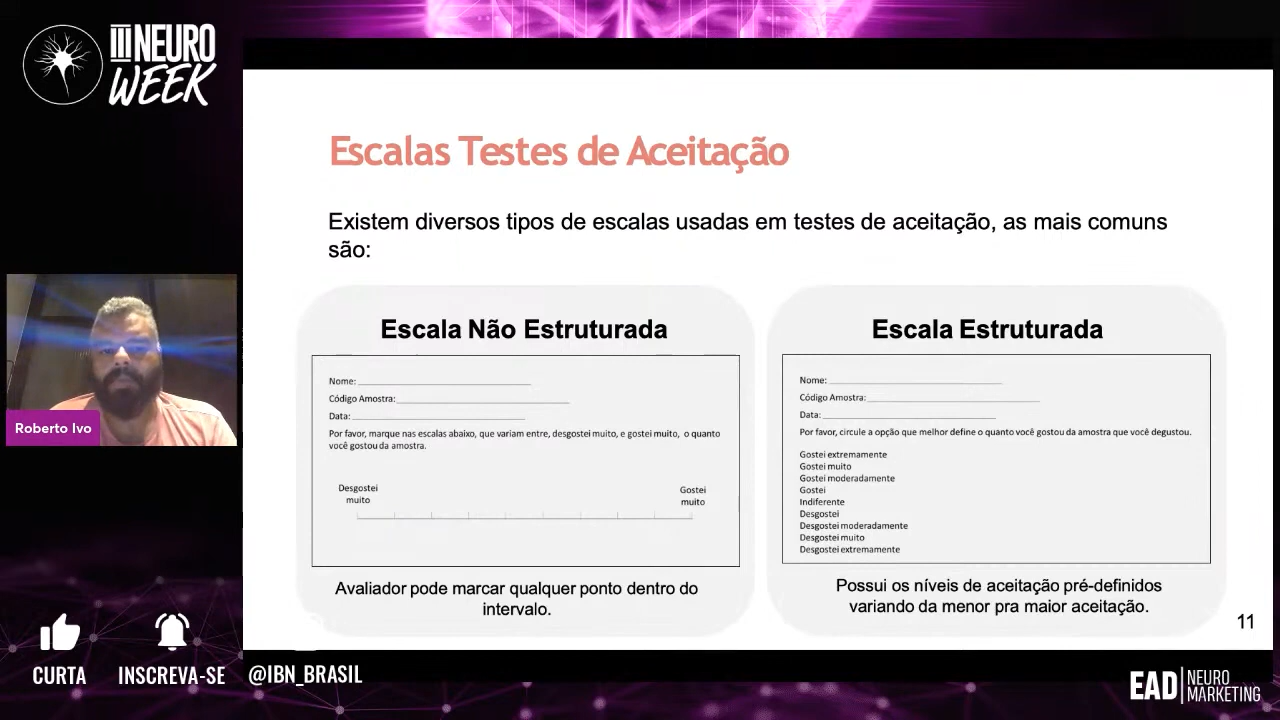 III NEURO
WEEK
Escalas Testes de Aceitação
Existem diversos tipos de escalas usadas em testes de aceitação, as mais comuns
são:
Escala Não Estruturada
Nome:
Código Amostra:
Data:
Por favor, marque nas escalas abaixo, que variam entre, desgostei muito, e gostei muito, o quanto
você gostou da amostra.
Desgostei
muito
Gostei
muito
Avaliador pode marcar qualquer ponto dentro do
intervalo.
Escala Estruturada
Nome:
Código Amostra:
Data:
Por favor, circule a opção que melhor define o quanto você gostou da amostra que você degustou.
Gostei extremamente
Gostei muito
Gostei moderadamente
Gostei
Indiferente
Desgostei
Desgostei moderadamente
Desgostei muito
Desgostei extremamente
Possui os níveis de aceitação pré-definidos
variando da menor pra maior aceitação.
11
Roberto Ivo
CURTA
INSCREVA-SE
@IBN_BRASIL
EAD NEURO
MARKETING